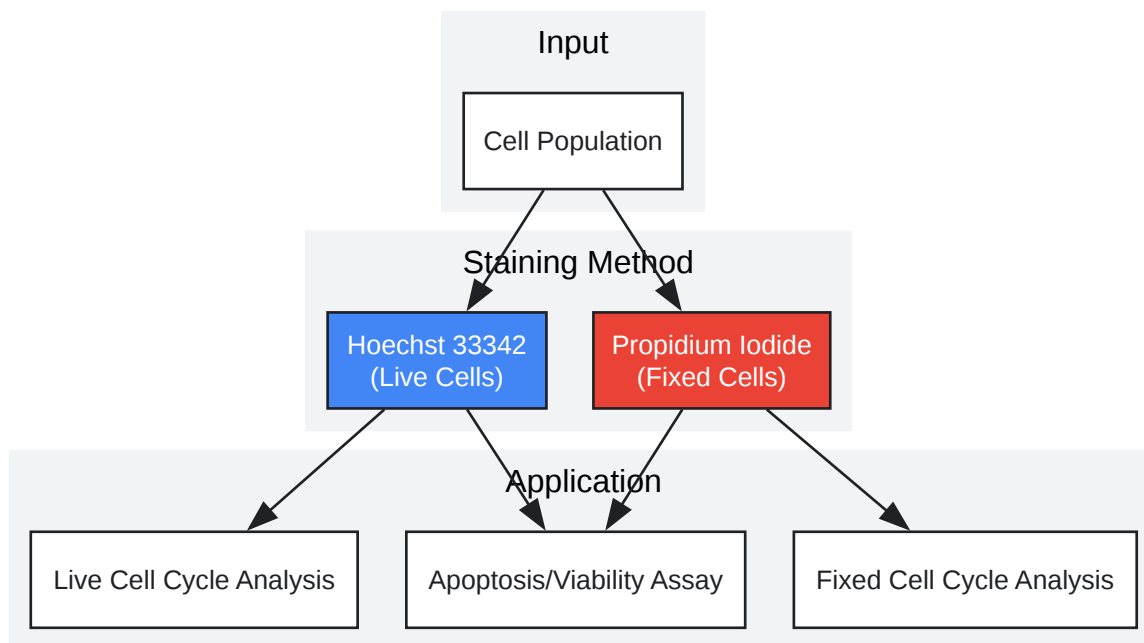 Input
Cell Population
Staining Method
Hoechst 33342
(Live Cells)
Propidium Iodide
(Fixed Cells)
Application
Live Cell Cycle Analysis
Apoptosis/Viability Assay
Fixed Cell Cycle Analysis